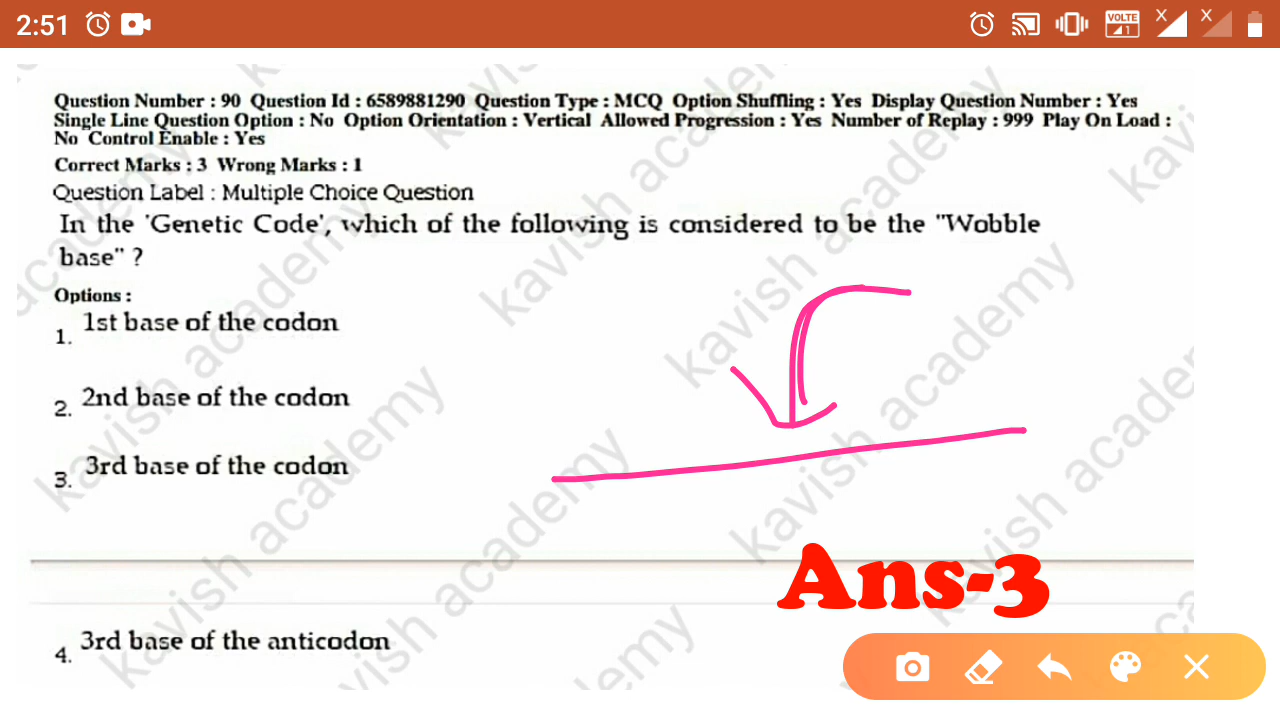 2:51
VOLTE
1
X
X
Question Number : 90 Question Id : 6589881290 Question Type : MCQ Option Shuffling : Yes Display Question Number : Yes
Single Line Question Option : No Option Orientation : Vertical Allowed Progression : Yes Number of Replay : 999 Play On Load :
No Control Enable : Yes
Correct Marks : 3 Wrong Marks : 1
Question Label : Multiple Choice Question
In the 'Genetic Code', which of the following is considered to be the "Wobble
base" ?
Options :
1. 1st base of the codon
2. 2nd base of the codon
3. 3rd base of the codon
Ans-3
4. 3rd base of the anticodon
kavish academy